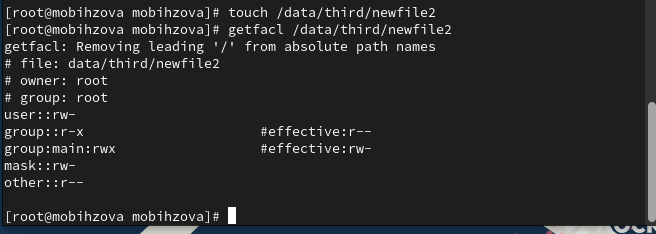 [root@mobihzova mobihzova]# touch /data/third/newfile2
[root@mobihzova mobihzova]# getfacl /data/third/newfile2
getfacl: Removing leading '/' from absolute path names
# file: data/third/newfile2
# owner: root
# group: root
user::rw-
group::r-x                      #effective:r--
group:main:rwx                  #effective:rw-
mask::rw-
other::r--

[root@mobihzova mobihzova]#